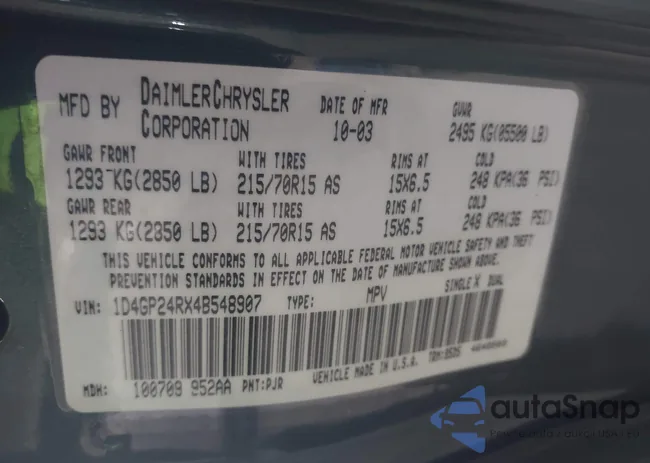 MFD BY DAIMLERCHRYSLER CORPORATION DATE OF MFR 10-03 GVWR 2495 KG(05500 LB)
GAWR FRONT WITH TIRES RIMS AT COLD
1293 KG(2850 LB) 215/70R15 AS 15X6.5 248 KPA(36 PSI)
GAWR REAR WITH TIRES RIMS AT COLD
1293 KG(2850 LB) 215/70R15 AS 15X6.5 248 KPA(36 PSI)
THIS VEHICLE CONFORMS TO ALL APPLICABLE FEDERAL MOTOR VEHICLE SAFETY AND THEFT
PREVENTION STANDARDS IN EFFECT ON THE DATE OF MANUFACTURE SHOWN ABOVE.
VIN: 1D4GP24RX4B548907 TYPE: MPV SINGLE X DUAL
MDH: 100709 952AA PNT:PJR VEHICLE MADE IN U.S.A.
autaSnap